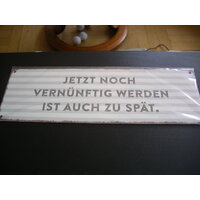 JETZT NOCH
VERNÜNFTIG WERDEN
IST AUCH ZU SPÄT.